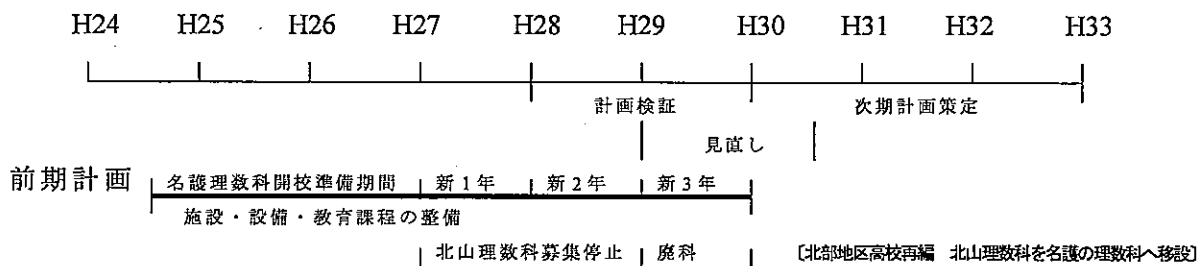 H24 H25 H26 H27 H28 H29 H30 H31 H32 H33
計画検証 次期計画策定
見直し
前期計画
名護理数科開校準備期間 新1年 新2年 新3年
施設・設備・教育課程の整備
北山理数科募集停止 廃科 〔北部地区高校再編 北山理数科を名護の理数科へ移設〕